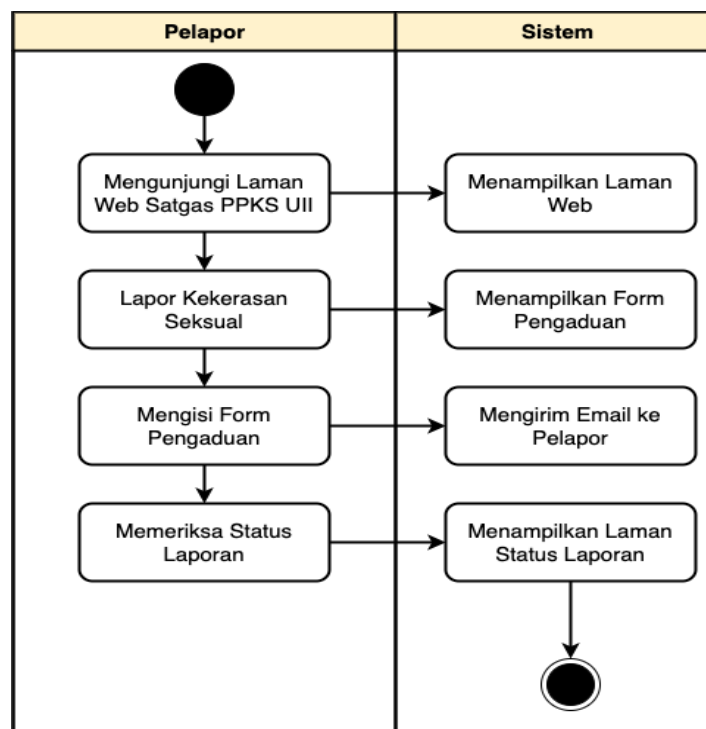 Pelapor
Sistem
Mengunjungi Laman
Web Satgas PPKS UII
Menampilkan Laman
Web
Lapor Kekerasan
Seksual
Menampilkan Form
Pengaduan
Mengisi Form
Pengaduan
Mengirim Email ke
Pelapor
Memeriksa Status
Laporan
Menampilkan Laman
Status Laporan